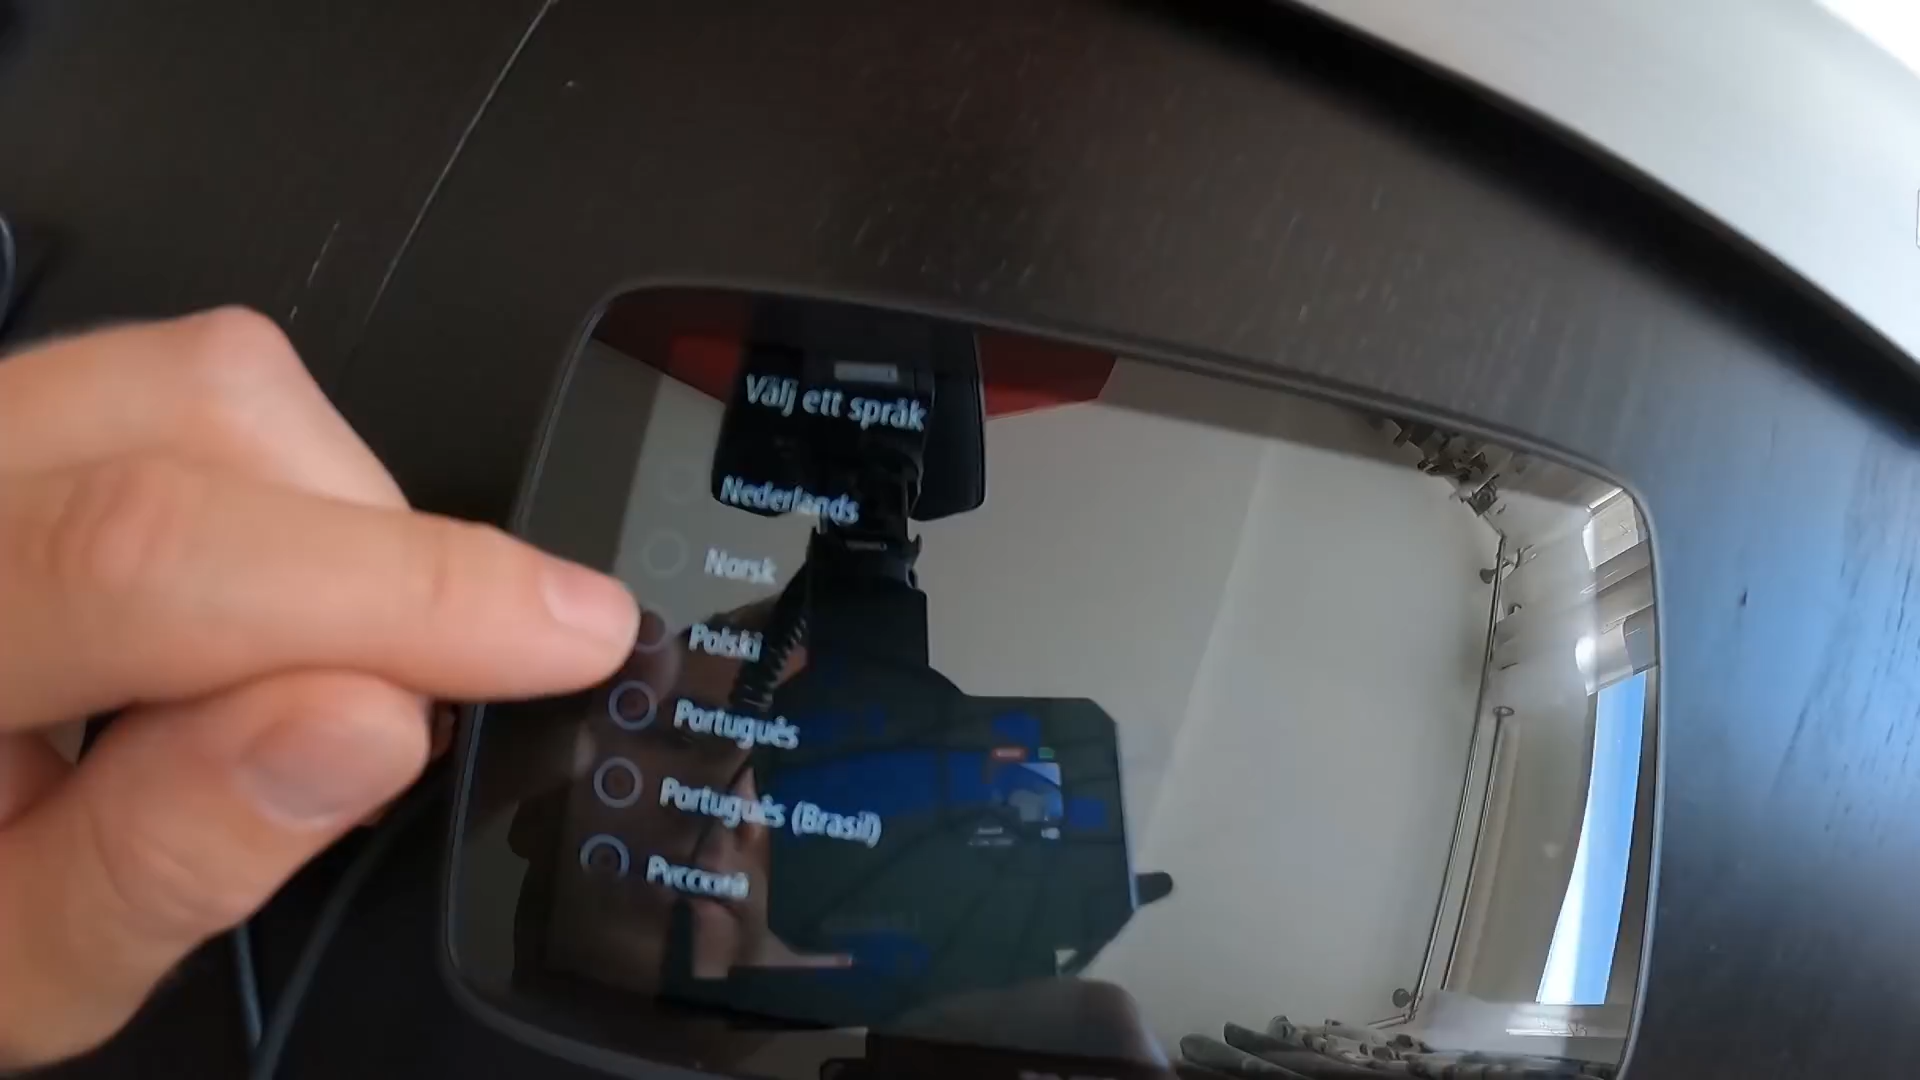 Välj ett språk
Nederlands
Norsk
Polski
Português
Português (Brasil)
Русский